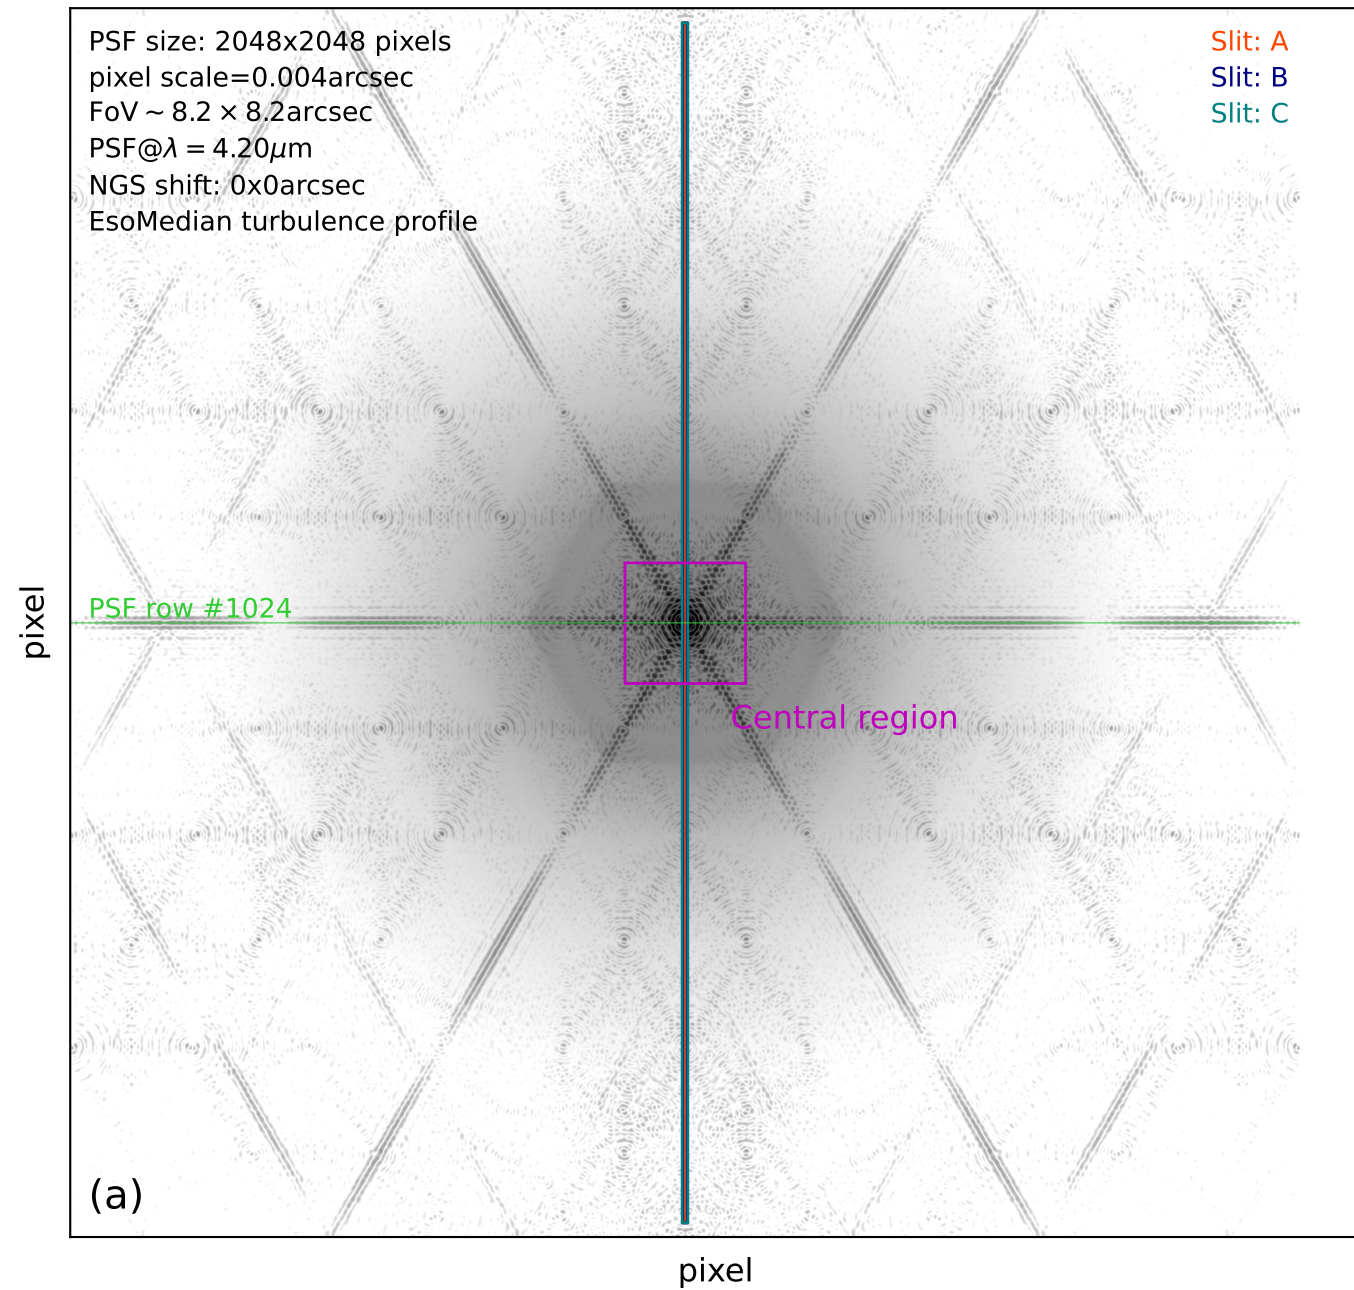 PSF size: 2048x2048 pixels
pixel scale=0.004arcsec
FoV ~ 8.2 × 8.2arcsec
PSF@λ = 4.20μm
NGS shift: 0x0arcsec
EsoMedian turbulence profile
Slit: A
Slit: B
Slit: C
PSF row #1024
Central region
(a)
pixel
pixel